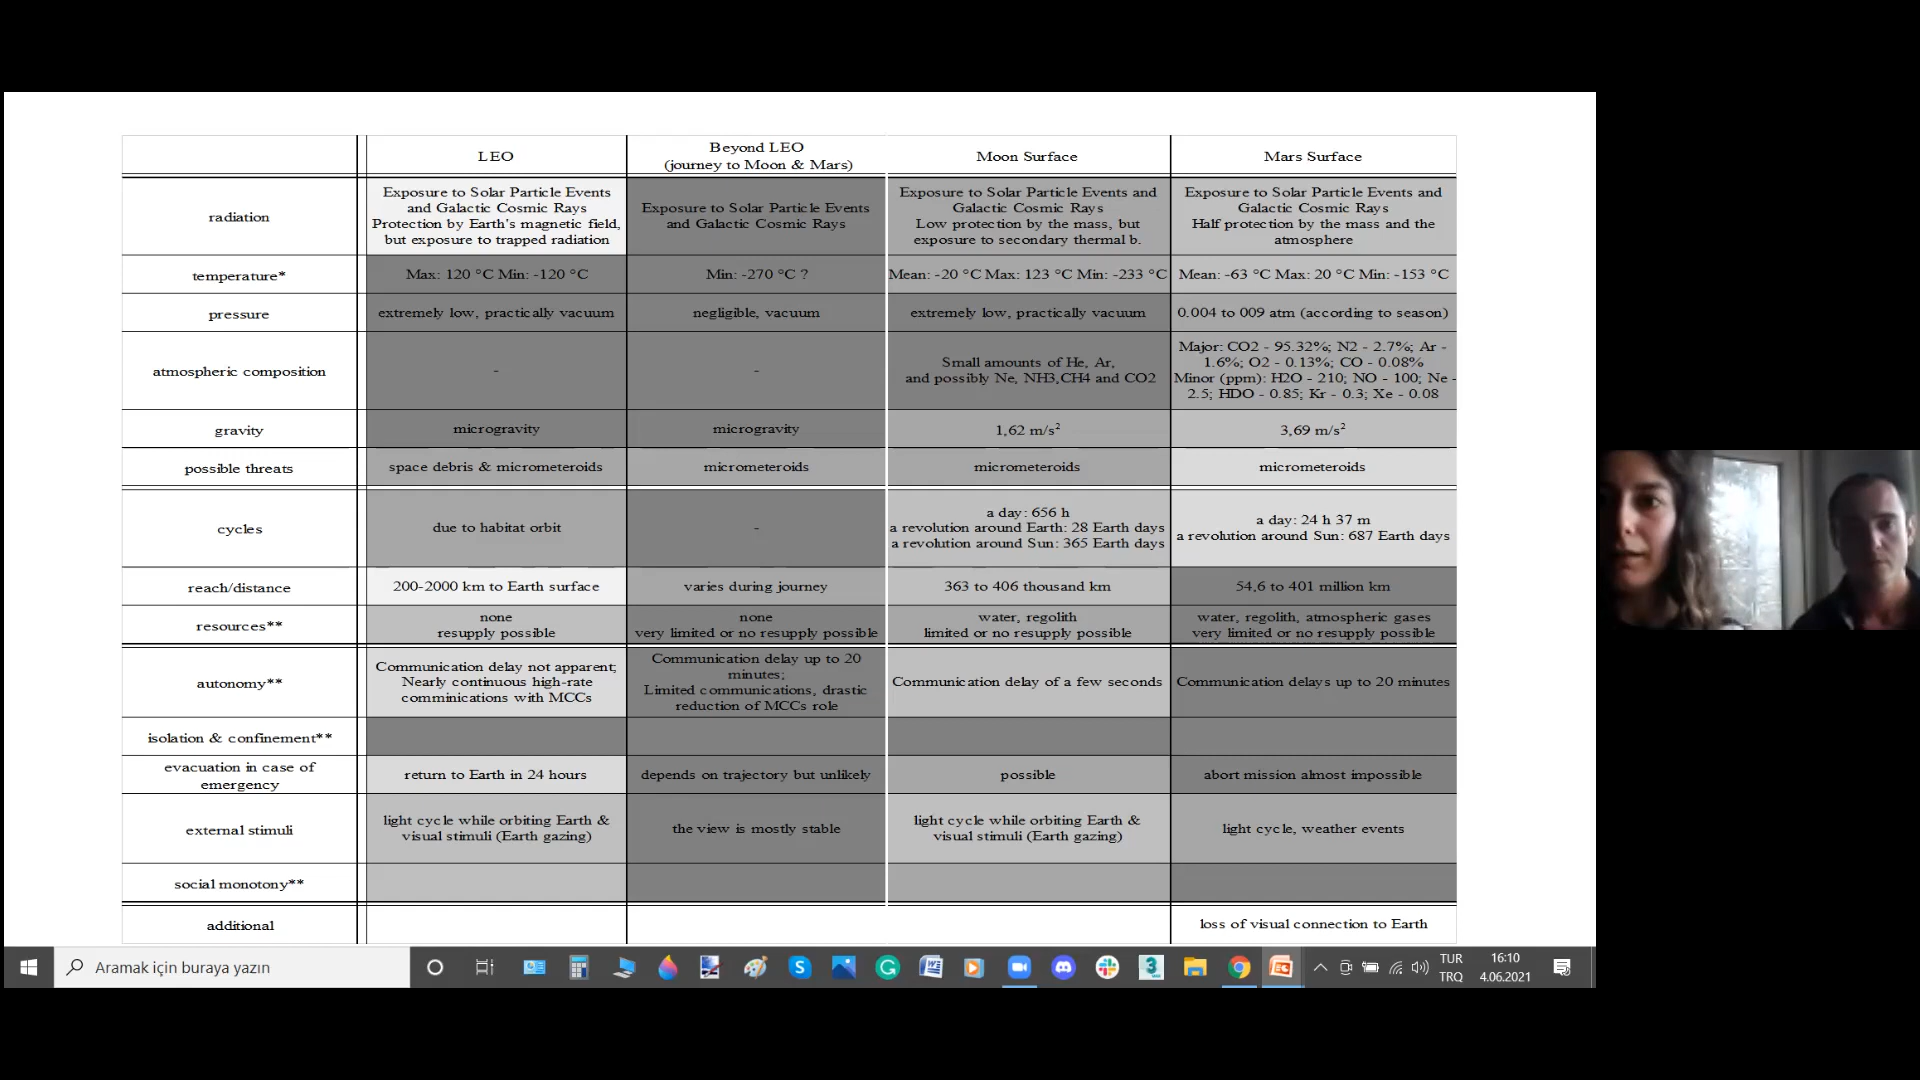 LEO
Beyond LEO
(journey to Moon & Mars)
Moon Surface
Mars Surface
radiation
Exposure to Solar Particle Events
and Galactic Cosmic Rays
Protection by Earth's magnetic field,
but exposure to trapped radiation
Exposure to Solar Particle Events
and Galactic Cosmic Rays
Exposure to Solar Particle Events and
Galactic Cosmic Rays
Low protection by the mass, but
exposure to secondary thermal b.
Exposure to Solar Particle Events and
Galactic Cosmic Rays
Half protection by the mass and the
atmosphere
temperature*
Max: 120 °C Min: -120 °C
Min: -270 °C ?
Mean: -20 °C Max: 123 °C Min: -233 °C
Mean: -63 °C Max: 20 °C Min: -153 °C
pressure
extremely low, practically vacuum
negligible, vacuum
extremely low, practically vacuum
0.004 to 009 atm (according to season)
atmospheric composition
-
-
Small amounts of He, Ar,
and possibly Ne, NH3,CH4 and CO2
Major: CO2 - 95.32%; N2 - 2.7%; Ar -
1.6%; O2 - 0.13%; CO - 0.08%
Minor (ppm): H2O - 210; NO - 100; Ne -
2.5; HDO - 0.85; Kr - 0.3; Xe - 0.08
gravity
microgravity
microgravity
1,62 m/s²
3,69 m/s²
possible threats
space debris & micrometeroids
micrometeroids
micrometeroids
micrometeroids
cycles
due to habitat orbit
-
a day: 656 h
a revolution around Earth: 28 Earth days
a revolution around Sun: 365 Earth days
a day: 24 h 37 m
a revolution around Sun: 687 Earth days
reach/distance
200-2000 km to Earth surface
varies during journey
363 to 406 thousand km
54,6 to 401 million km
resources**
none
resupply possible
none
very limited or no resupply possible
water, regolith
limited or no resupply possible
water, regolith, atmospheric gases
very limited or no resupply possible
autonomy**
Communication delay not apparent;
Nearly continuous high-rate
comminications with MCCs
Communication delay up to 20
minutes;
Limited communications, drastic
reduction of MCCs role
Communication delay of a few seconds
Communication delays up to 20 minutes
isolation & confinement**
evacuation in case of
emergency
return to Earth in 24 hours
depends on trajectory but unlikely
possible
abort mission almost impossible
external stimuli
light cycle while orbiting Earth &
visual stimuli (Earth gazing)
the view is mostly stable
light cycle while orbiting Earth &
visual stimuli (Earth gazing)
light cycle, weather events
social monotony**
additional
loss of visual connection to Earth
Aramak için buraya yazın
TUR
TRQ
16:10
4.06.2021